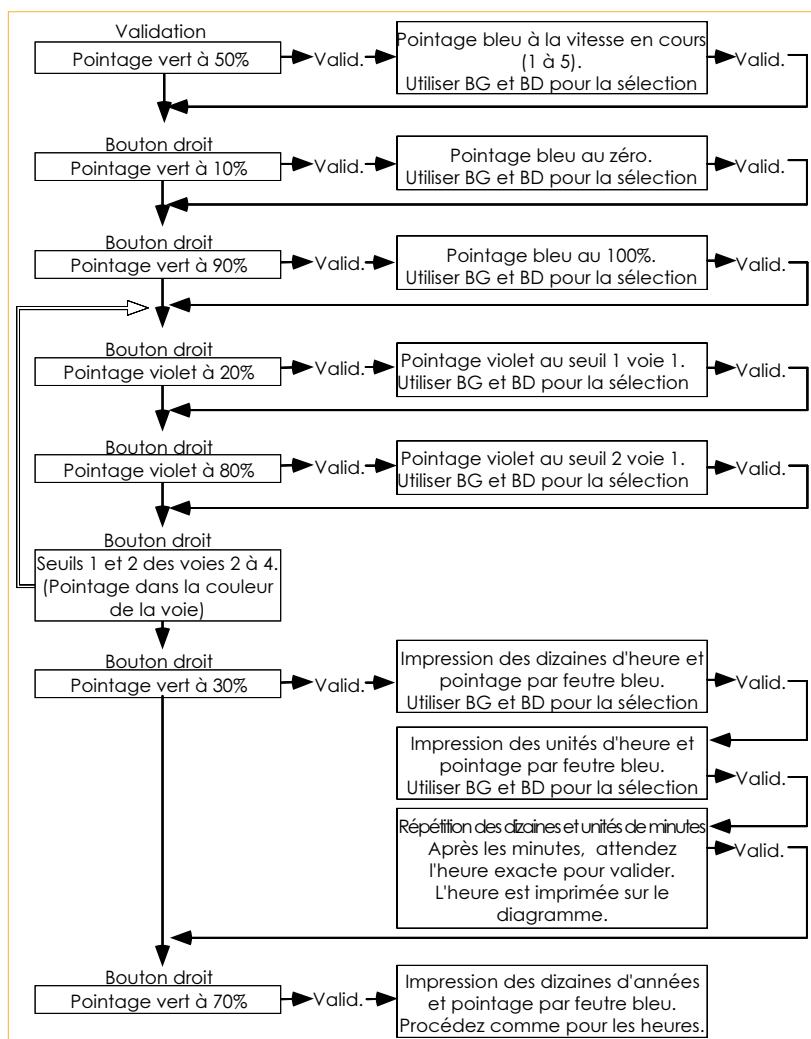 Validation
Pointage vert à 50%
Valid.
Pointage bleu à la vitesse en cours
(1 à 5).
Utiliser BG et BD pour la sélection
Valid.
Bouton droit
Pointage vert à 10%
Valid.
Pointage bleu au zéro.
Utiliser BG et BD pour la sélection
Valid.
Bouton droit
Pointage vert à 90%
Valid.
Pointage bleu au 100%.
Utiliser BG et BD pour la sélection
Valid.
Bouton droit
Pointage violet à 20%
Valid.
Pointage violet au seuil 1 voie 1.
Utiliser BG et BD pour la sélection
Valid.
Bouton droit
Pointage violet à 80%
Valid.
Pointage violet au seuil 2 voie 1.
Utiliser BG et BD pour la sélection
Valid.
Bouton droit
Seuils 1 et 2 des voies 2 à 4.
(Pointage dans la couleur
de la voie)
Bouton droit
Pointage vert à 30%
Valid.
Impression des dizaines d'heure et
pointage par feutre bleu.
Utiliser BG et BD pour la sélection
Valid.
Impression des unités d'heure et
pointage par feutre bleu.
Utiliser BG et BD pour la sélection
Valid.
Répétition des dizaines et unités de minutes
Après les minutes, attendez
l'heure exacte pour valider.
L'heure est imprimée sur le
diagramme.
Valid.
Bouton droit
Pointage vert à 70%
Valid.
Impression des dizaines d'années
et pointage par feutre bleu.
Procédez comme pour les heures.